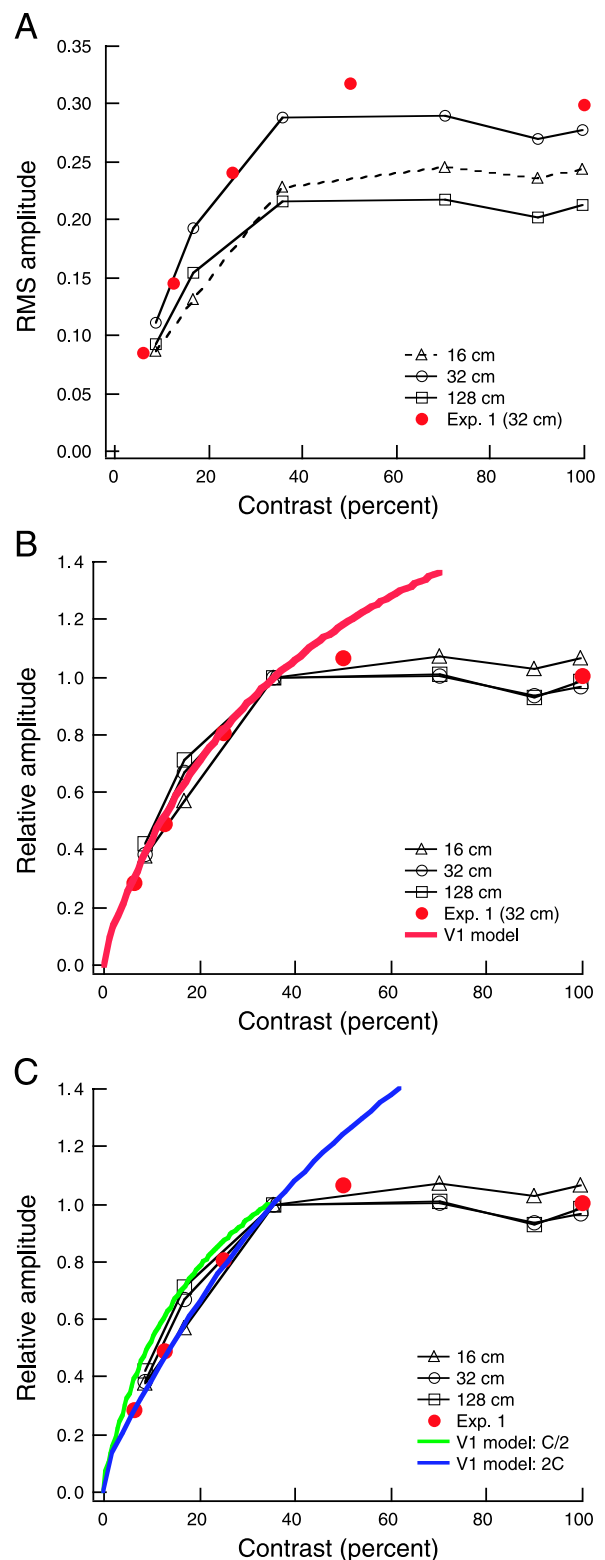 A
0.35
0.30
0.25
0.20
0.15
0.10
0.05
0.00
RMS amplitude
16 cm
32 cm
128 cm
Exp. 1 (32 cm)
0 20 40 60 80 100
Contrast (percent)
B
1.4
1.2
1.0
0.8
0.6
0.4
0.2
0.0
Relative amplitude
16 cm
32 cm
128 cm
Exp. 1 (32 cm)
V1 model
0 20 40 60 80 100
Contrast (percent)
C
1.4
1.2
1.0
0.8
0.6
0.4
0.2
0.0
Relative amplitude
16 cm
32 cm
128 cm
Exp. 1
V1 model: C/2
V1 model: 2C
0 20 40 60 80 100
Contrast (percent)